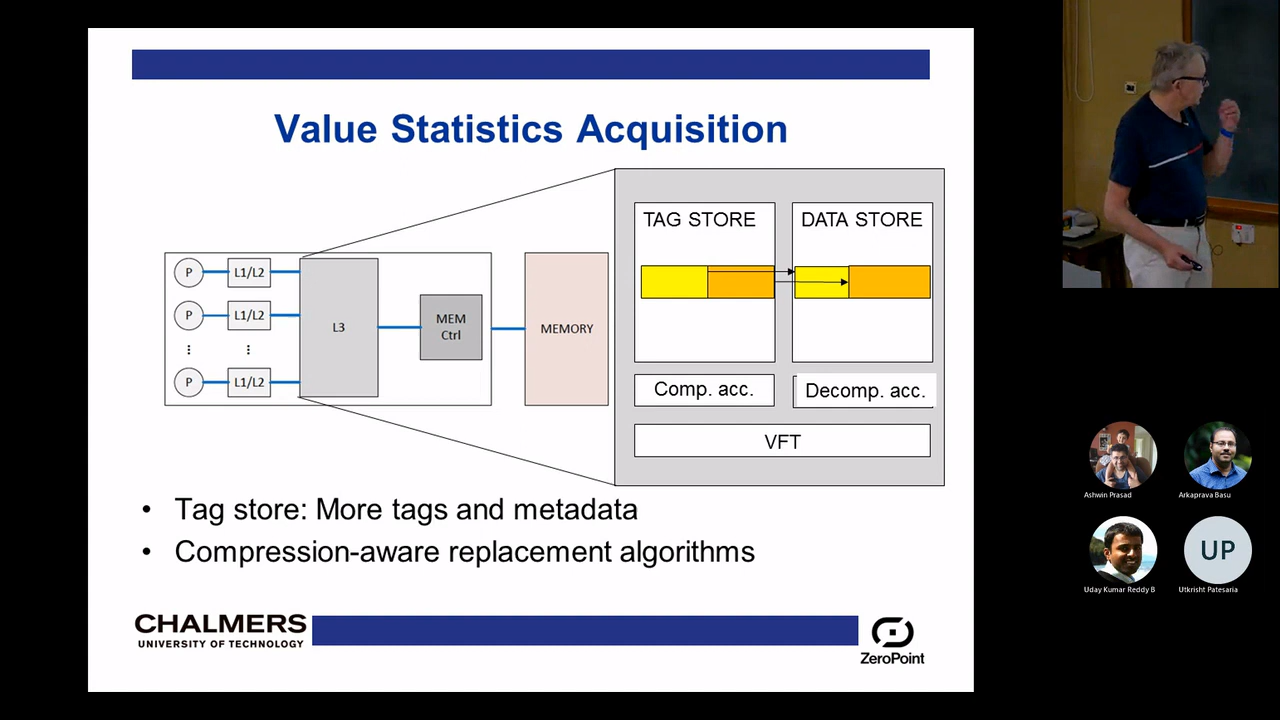 Value Statistics Acquisition
TAG STORE
DATA STORE
P
L1/L2
P
L1/L2
L3
MEM
Ctrl
MEMORY
P
L1/L2
Comp. acc.
Decomp. acc.
VFT
• Tag store: More tags and metadata
• Compression-aware replacement algorithms
CHALMERS
UNIVERSITY OF TECHNOLOGY
ZeroPoint
Ashwin Prasad
Arkaprava Basu
UP
Uday Kumar Reddy B
Utkrisht Patesaria